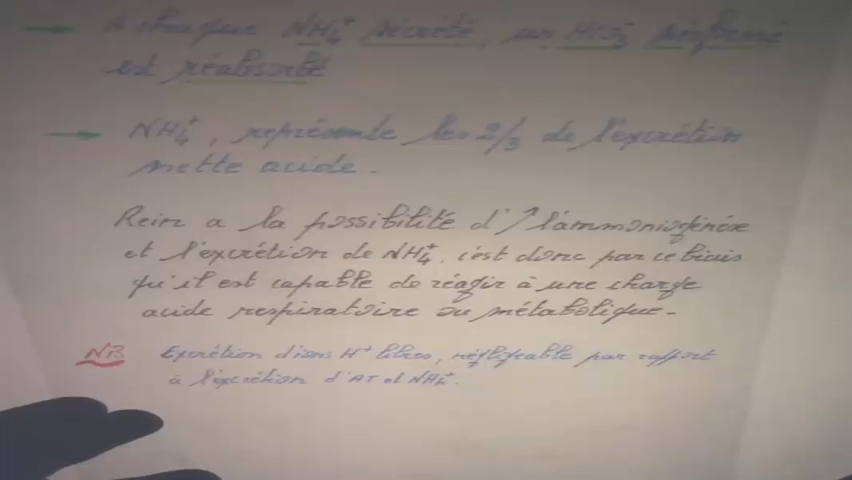 → A chaque NH₄⁺ sécrété, un HCO₃⁻ régénéré
est réabsorbé
→ NH₄⁺, représente les 2/3 de l'excrétion
nette acide.
Rein a la possibilité d'↑ l'ammoniogénèse
et l'excrétion de NH₄⁺, c'est donc par ce biais
qu'il est capable de réagir à une charge
acide respiratoire ou métabolique.
NB Excrétion d'ions H⁺ libres, négligeable par rapport
à l'excrétion d'AT et NH₄⁺.